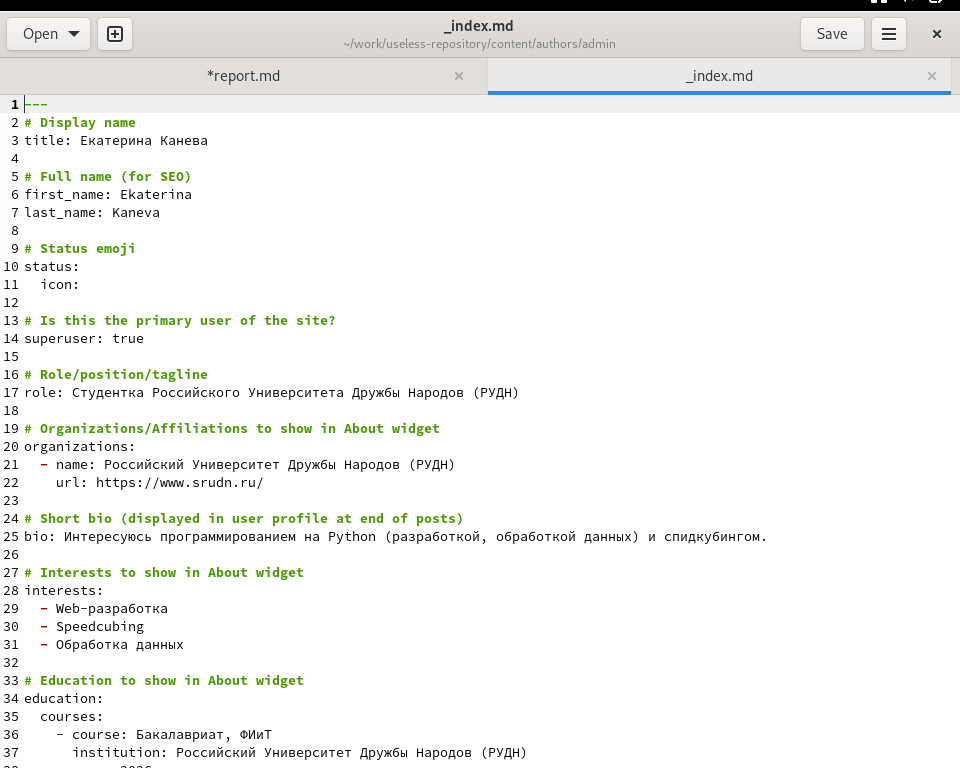 Open
_index.md
~/work/useless-repository/content/authors/admin
Save
*report.md
_index.md
1 ---
2 # Display name
3 title: Екатерина Канева
4
5 # Full name (for SEO)
6 first_name: Ekaterina
7 last_name: Kaneva
8
9 # Status emoji
10 status:
11   icon:
12
13 # Is this the primary user of the site?
14 superuser: true
15
16 # Role/position/tagline
17 role: Студентка Российского Университета Дружбы Народов (РУДН)
18
19 # Organizations/Affiliations to show in About widget
20 organizations:
21   - name: Российский Университет Дружбы Народов (РУДН)
22     url: https://www.srudn.ru/
23
24 # Short bio (displayed in user profile at end of posts)
25 bio: Интересуюсь программированием на Python (разработкой, обработкой данных) и спидкубингом.
26
27 # Interests to show in About widget
28 interests:
29   - Web-разработка
30   - Speedcubing
31   - Обработка данных
32
33 # Education to show in About widget
34 education:
35   courses:
36     - course: Бакалавриат, ФИиТ
37       institution: Российский Университет Дружбы Народов (РУДН)